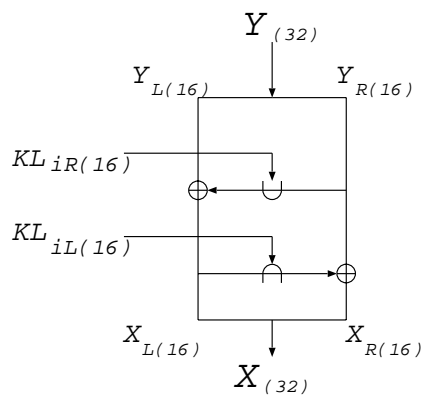 Y(32)
YL(16) YR(16)
KLiR(16)
∪
KLiL(16)
∩
XL(16) XR(16)
X(32)